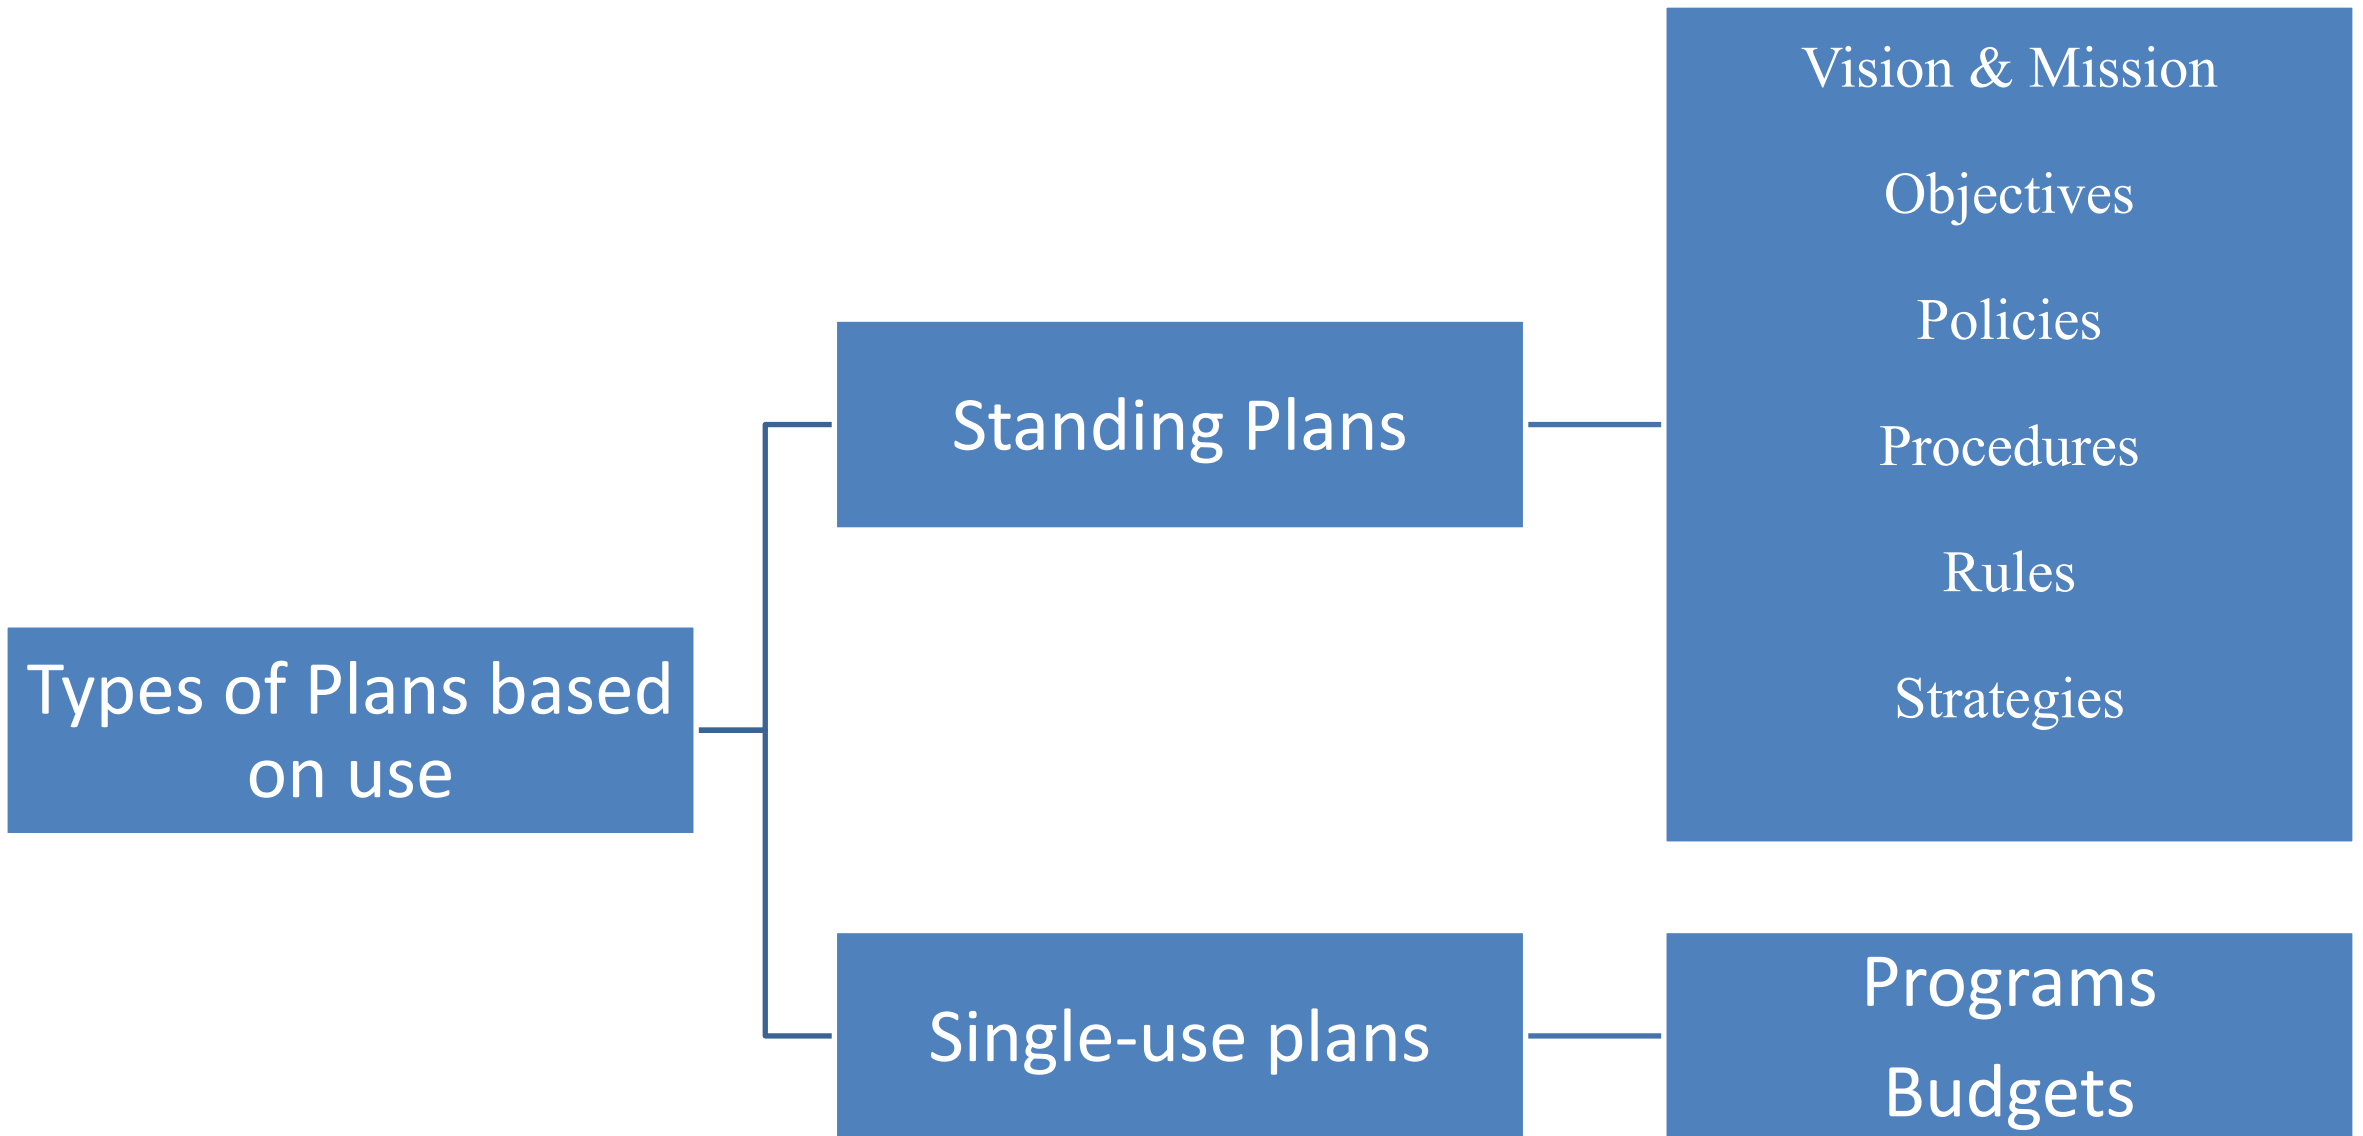 Types of Plans based
on use
Standing Plans
Vision & Mission
Objectives
Policies
Procedures
Rules
Strategies
Single-use plans
Programs
Budgets